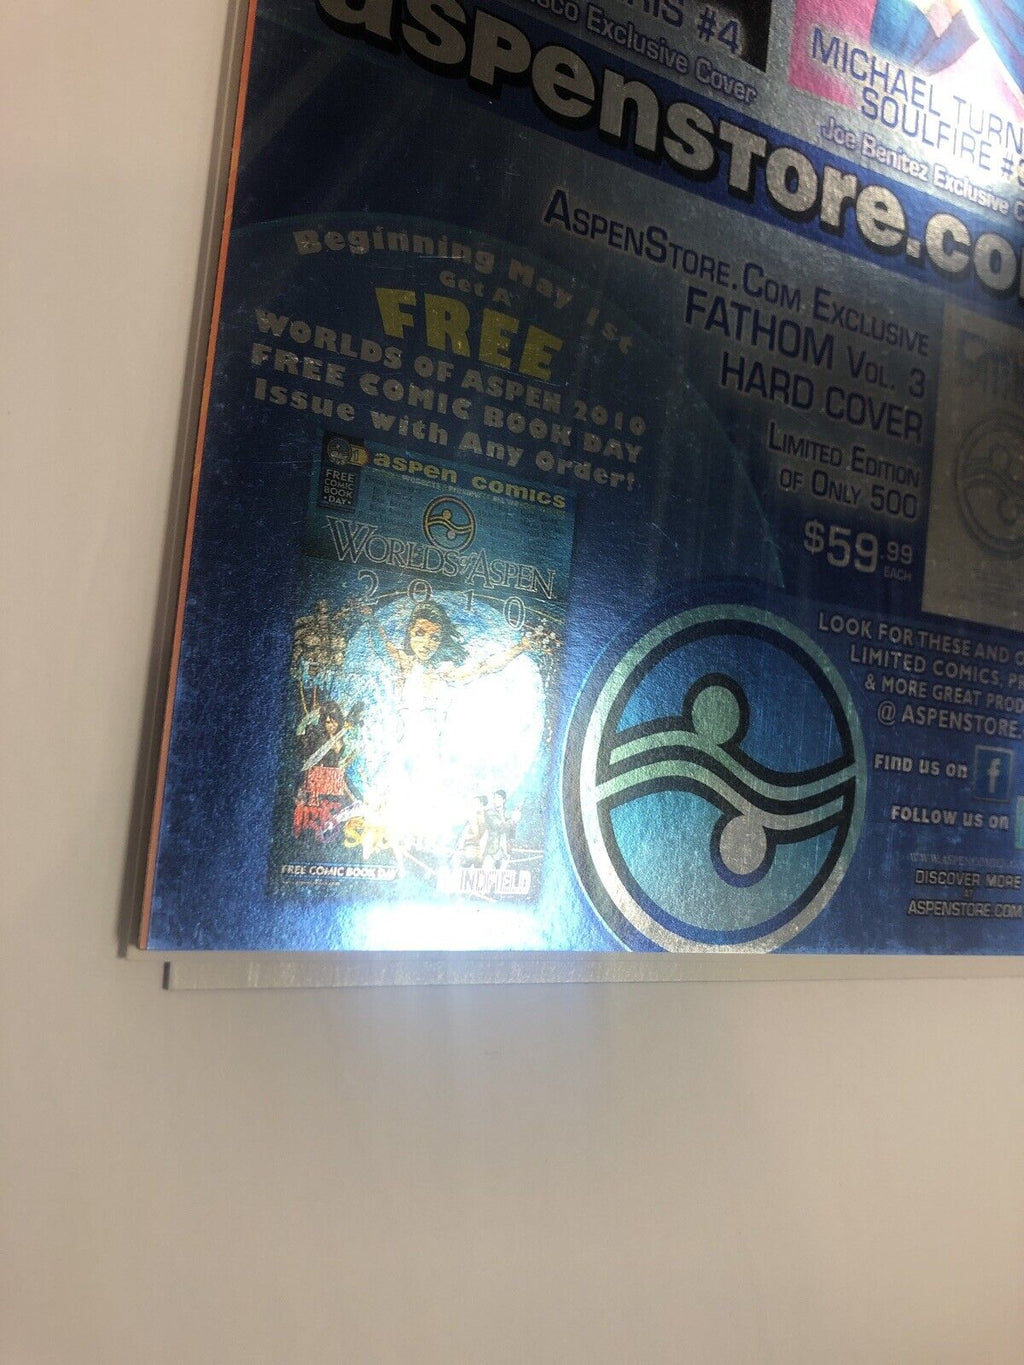 #4
Exclusive Cover
MICHAEL TURN
SOULFIRE #
Joe Benitez Exclusive C
aspenstore.co
Beginning May 1st
Get A
FREE
WORLDS OF ASPEN 2010
FREE COMIC BOOK DAY
Issue with Any Order!
AspenStore.Com Exclusive
FATHOM Vol. 3
HARD COVER
Limited Edition
of Only 500
$59.99
EACH
FREE
COMIC
BOOK
DAY
aspen comics
WORLDS of ASPEN
2010
FREE COMIC BOOK DAY
LOOK FOR THESE AND O
LIMITED COMICS, PR
& MORE GREAT PROD
@ ASPENSTORE.
Find us on f
FOLLOW us on
DISCOVER MORE
AT
ASPENSTORE.COM